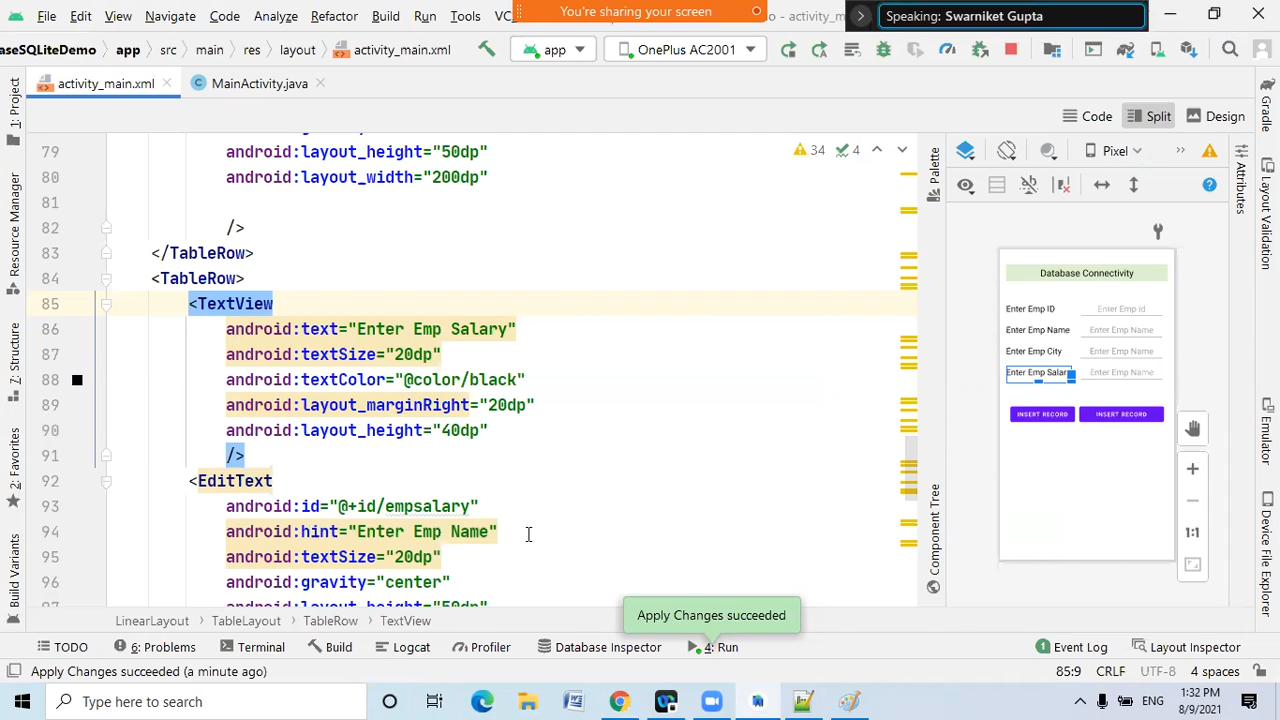 File Edit View Navigate Code Analyze Refactor Build Run Tools
You're sharing your screen
Speaking: Swarniket Gupta
aseSQLiteDemo app src main res layout activity_main.xml
app
OnePlus AC2001
activity_main.xml
MainActivity.java
Code
Split
Design
79 android:layout_height="50dp"
80 android:layout_width="200dp"
81
82 />
83 </TableRow>
84 <TableRow>
85 <TextView
86 android:text="Enter Emp Salary"
87 android:textSize="20dp"
88 android:textColor="@color/black"
89 android:layout_marginRight="20dp"
90 android:layout_height="40dp"
91 />
92 <EditText
93 android:id="@+id/empsalary"
94 android:hint="Enter Emp Name"
95 android:textSize="20dp"
96 android:gravity="center"
97 android:layout_height="50dp"
34
4
1: Project
Resource Manager
7: Structure
2: Favorites
Build Variants
Palette
Component Tree
Pixel
Database Connectivity
Enter Emp ID
Enter Emp id
Enter Emp Name
Enter Emp Name
Enter Emp City
Enter Emp Name
Enter Emp Salar
Enter Emp Name
INSERT RECORD
INSERT RECORD
1:1
Attributes
Gradle
Layout Validation
Emulator
Device File Explorer
Apply Changes succeeded
LinearLayout TableLayout TableRow TextView
TODO
6: Problems
Terminal
Build
Logcat
Profiler
Database Inspector
4: Run
1
Event Log
Layout Inspector
Apply Changes succeeded (a minute ago)
85:9
CRLF
UTF-8
4 spaces
Type here to search
ENG
1:32 PM
8/9/2021